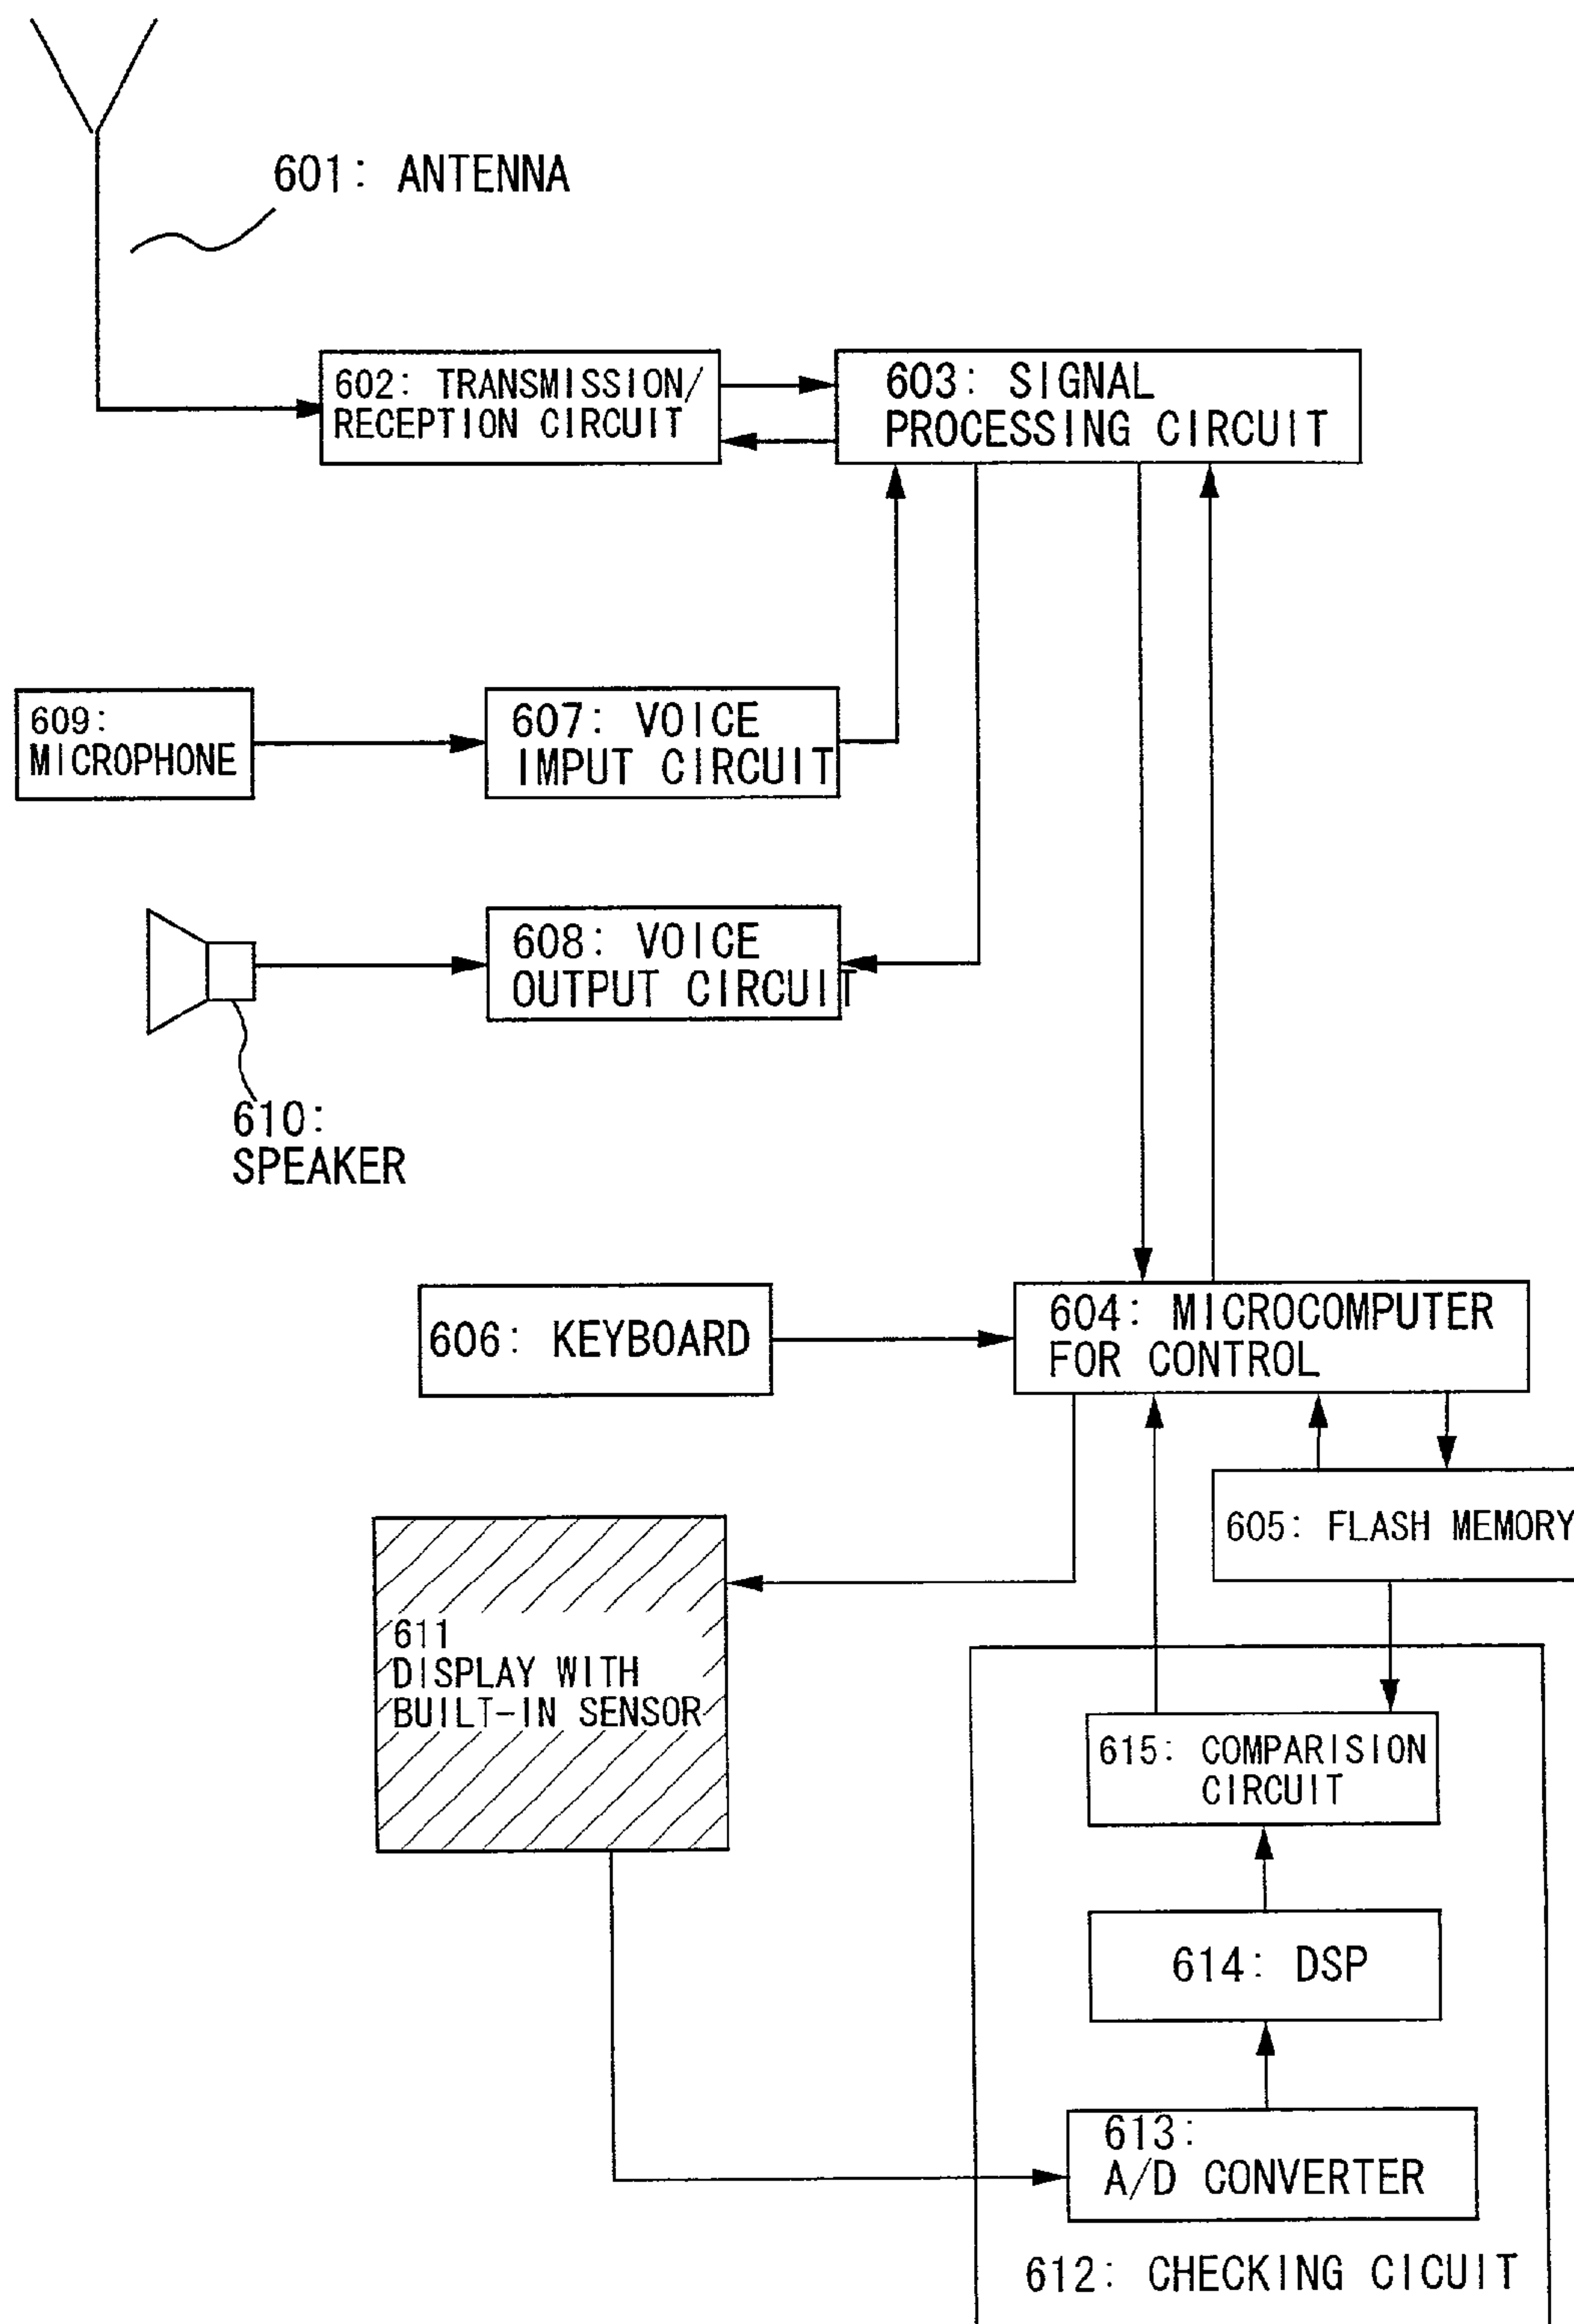 601: ANTENNA
602: TRANSMISSION/
RECEPTION CIRCUIT
603: SIGNAL
PROCESSING CIRCUIT
609:
MICROPHONE
607: VOICE
IMPUT CIRCUIT
608: VOICE
OUTPUT CIRCUIT
610:
SPEAKER
606: KEYBOARD
604: MICROCOMPUTER
FOR CONTROL
605: FLASH MEMORY
611
DISPLAY WITH
BUILT-IN SENSOR
615: COMPARISION
CIRCUIT
614: DSP
613:
A/D CONVERTER
612: CHECKING CICUIT